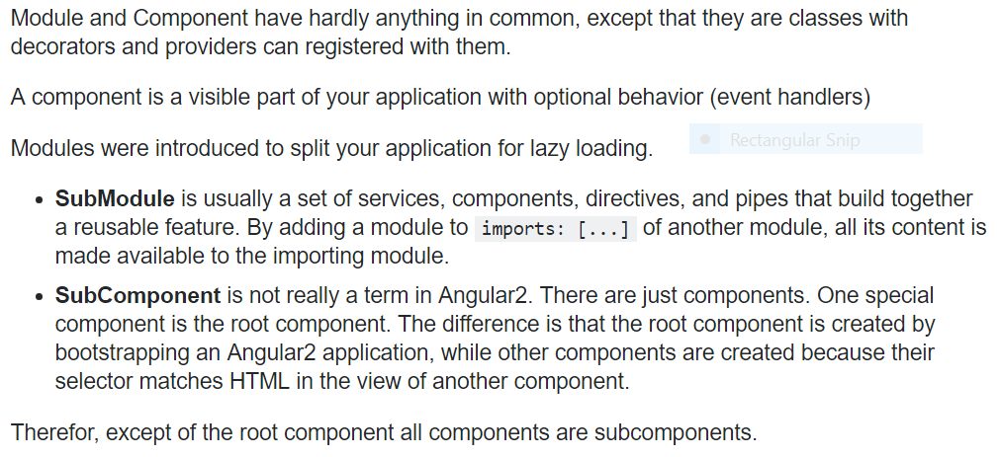 Module and Component have hardly anything in common, except that they are classes with
decorators and providers can registered with them.
A component is a visible part of your application with optional behavior (event handlers)
Modules were introduced to split your application for lazy loading.
Rectangular Snip
• SubModule is usually a set of services, components, directives, and pipes that build together
a reusable feature. By adding a module to imports: [...] of another module, all its content is
made available to the importing module.
• SubComponent is not really a term in Angular2. There are just components. One special
component is the root component. The difference is that the root component is created by
bootstrapping an Angular2 application, while other components are created because their
selector matches HTML in the view of another component.
Therefor, except of the root component all components are subcomponents.